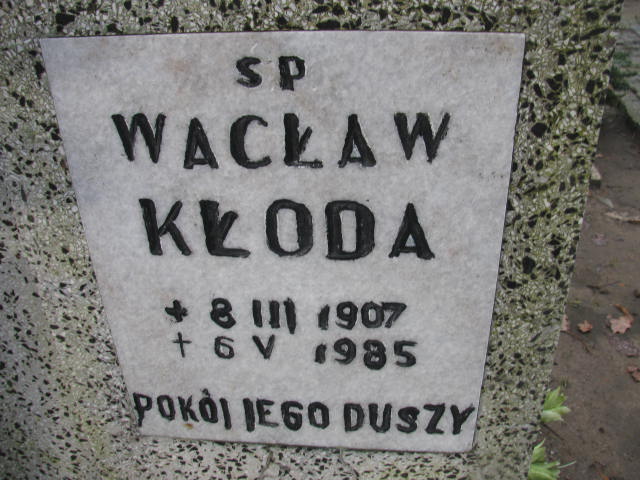 SP
WACŁAW
KŁODA
+ 8 III 1907
+ 6 V 1985
POKÓJ JEGO DUSZY